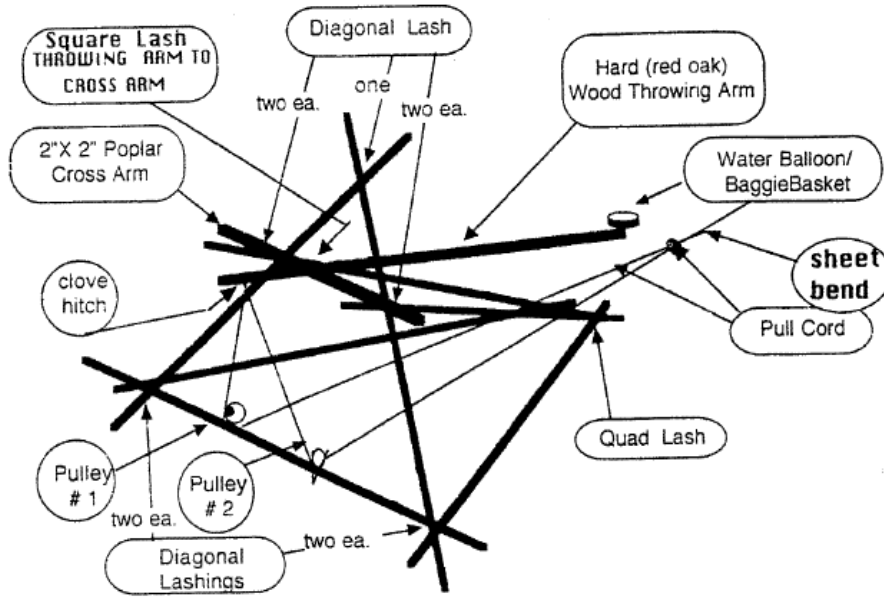 Square Lash
THROWING ARM TO
CROSS ARM
Diagonal Lash
two ea.
one
two ea.
Hard (red oak)
Wood Throwing Arm
2"X 2" Poplar
Cross Arm
Water Balloon/
BaggieBasket
clove
hitch
sheet
bend
Pull Cord
Quad Lash
Pulley
# 1
Pulley
# 2
two ea.
two ea.
Diagonal
Lashings